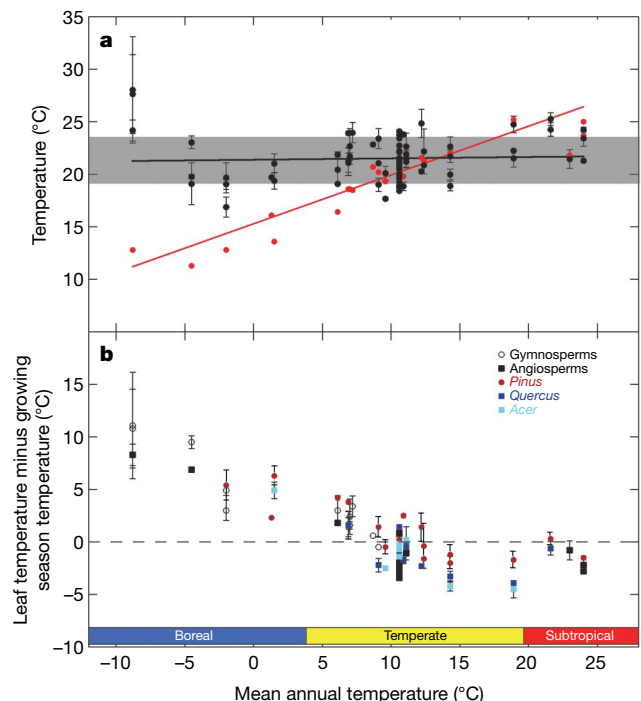 35
a
30
25
20
15
10
Temperature (°C)
b
15
10
5
0
−5
−10
Leaf temperature minus growing
season temperature (°C)
Gymnosperms
Angiosperms
Pinus
Quercus
Acer
Boreal Temperate Subtropical
−10 −5 0 5 10 15 20 25
Mean annual temperature (°C)